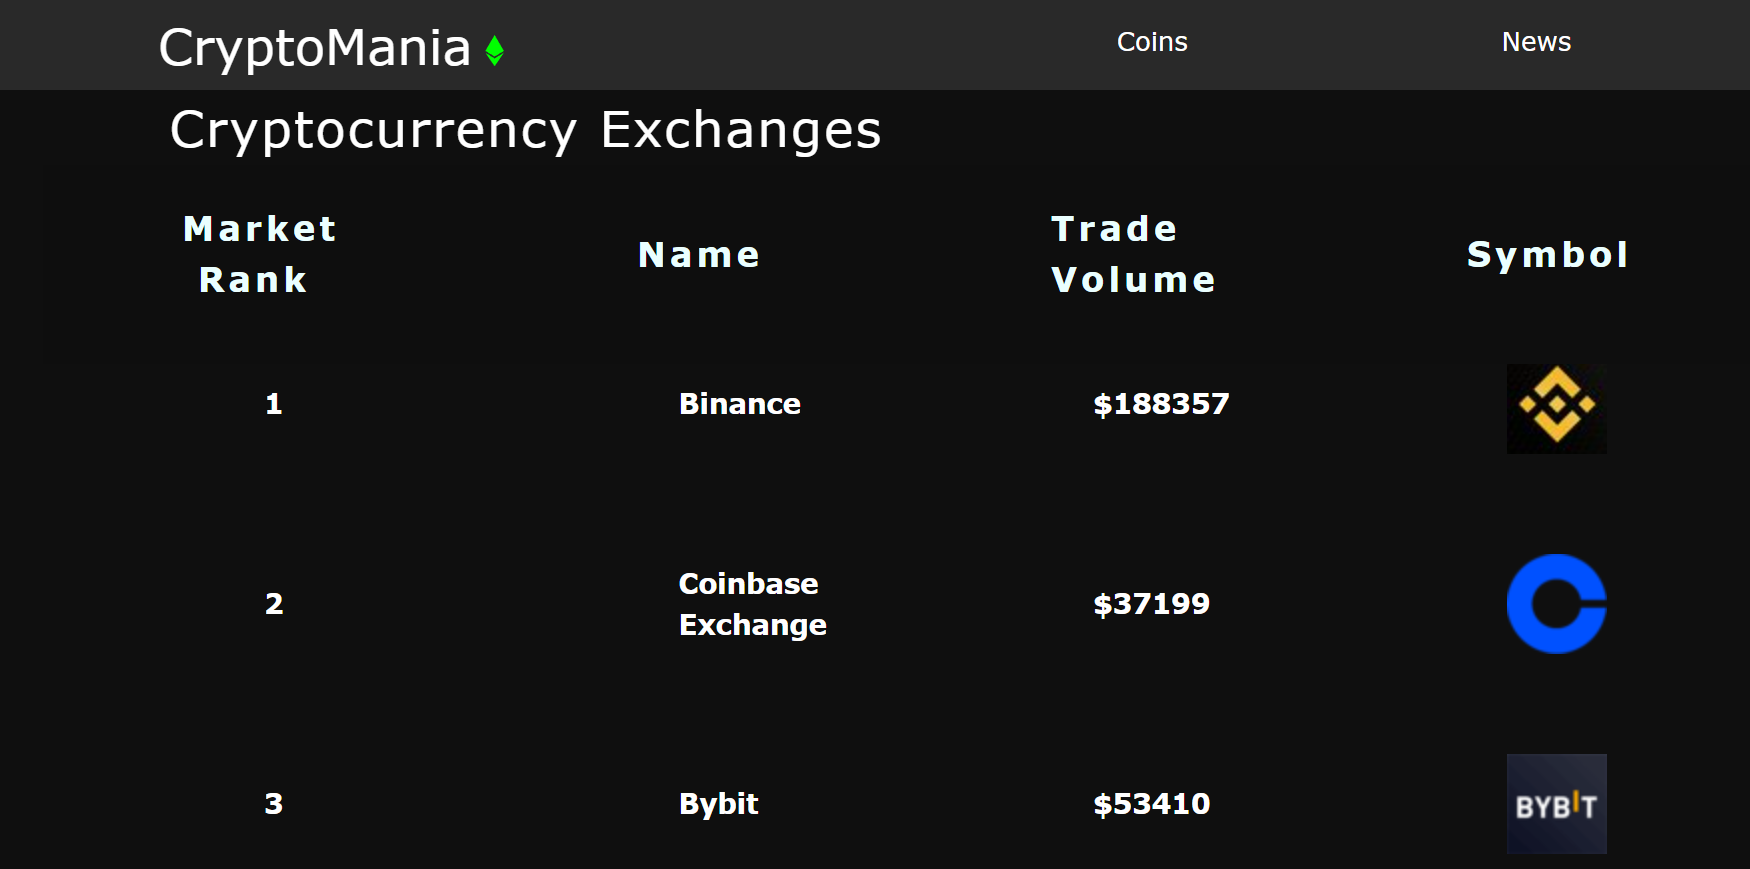 CryptoMania
Coins
News
Cryptocurrency Exchanges
Market
Rank
Name
Trade
Volume
Symbol
1
Binance
$188357
2
Coinbase
Exchange
$37199
3
Bybit
$53410
BYBIT